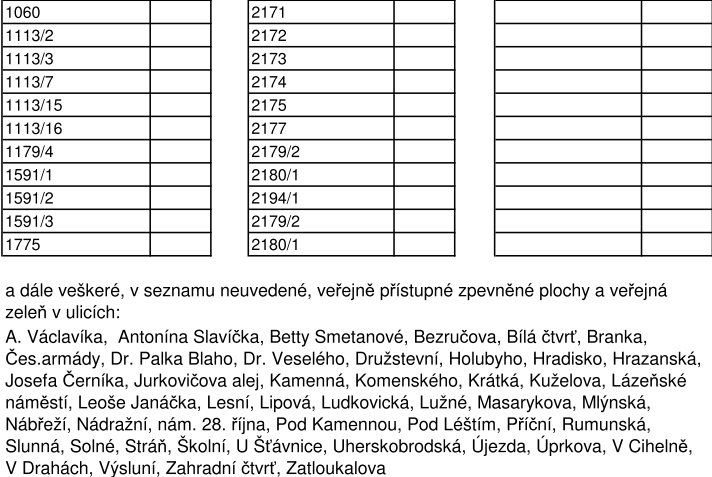 1060 2171
1113/2 2172
1113/3 2173
1113/7 2174
1113/15 2175
1113/16 2177
1179/4 2179/2
1591/1 2180/1
1591/2 2194/1
1591/3 2179/2
1775 2180/1
a dále veškeré, v seznamu neuvedené, veřejně přístupné zpevněné plochy a veřejná
zeleň v ulicích:
A. Václavíka,  Antonína Slavíčka, Betty Smetanové, Bezručova, Bílá čtvrť, Branka,
Čes.armády, Dr. Palka Blaho, Dr. Veselého, Družstevní, Holubyho, Hradisko, Hrazanská,
Josefa Černíka, Jurkovičova alej, Kamenná, Komenského, Krátká, Kuželova, Lázeňské
náměstí, Leoše Janáčka, Lesní, Lipová, Ludkovická, Lužné, Masarykova, Mlýnská,
Nábřeží, Nádražní, nám. 28. října, Pod Kamennou, Pod Léštím, Příční, Rumunská,
Slunná, Solné, Stráň, Školní, U Šťávnice, Uherskobrodská, Újezda, Úprkova, V Cihelně,
V Drahách, Výsluní, Zahradní čtvrť, Zatloukalova